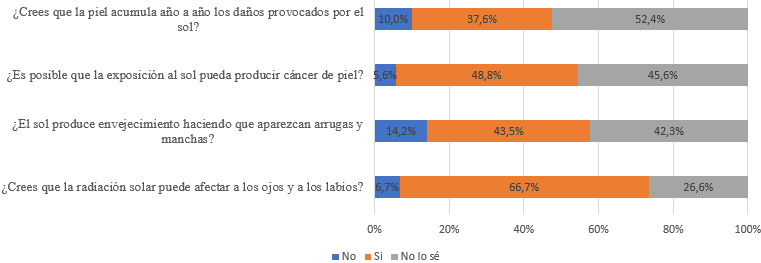 ¿Crees que la piel acumula año a año los daños provocados por el
sol?
10,0% 37,6% 52,4%
¿Es posible que la exposición al sol pueda producir cáncer de piel?
5,6% 48,8% 45,6%
¿El sol produce envejecimiento haciendo que aparezcan arrugas y
manchas?
14,2% 43,5% 42,3%
¿Crees que la radiación solar puede afectar a los ojos y a los labios?
6,7% 66,7% 26,6%
0% 20% 40% 60% 80% 100%
No Si No lo sé